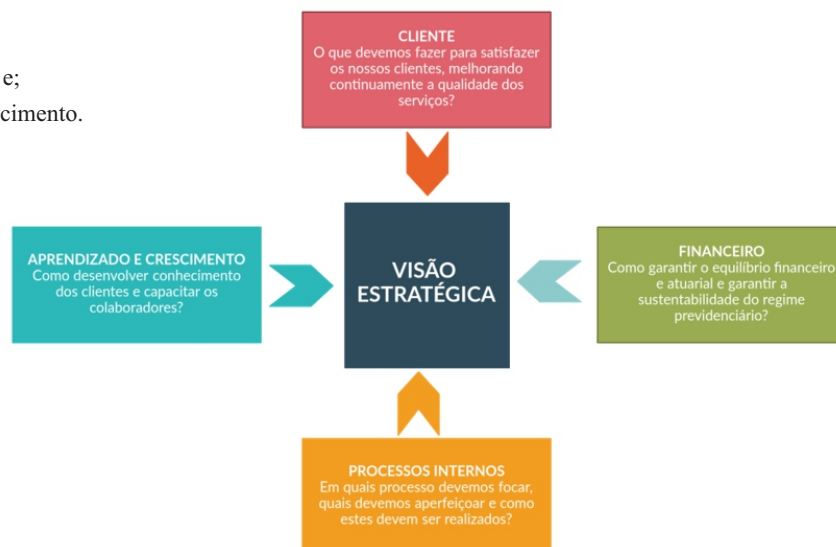 CLIENTE
O que devemos fazer para satisfazer
os nossos clientes, melhorando
continuamente a qualidade dos
serviços?
e;
cimento.
APRENDIZADO E CRESCIMENTO
Como desenvolver conhecimento
dos clientes e capacitar os
colaboradores?
VISÃO
ESTRATÉGICA
FINANCEIRO
Como garantir o equilíbrio financeiro
e atuarial e garantir a
sustentabilidade do regime
previdenciário?
PROCESSOS INTERNOS
Em quais processo devemos focar,
quais devemos aperfeiçoar e como
estes devem ser realizados?